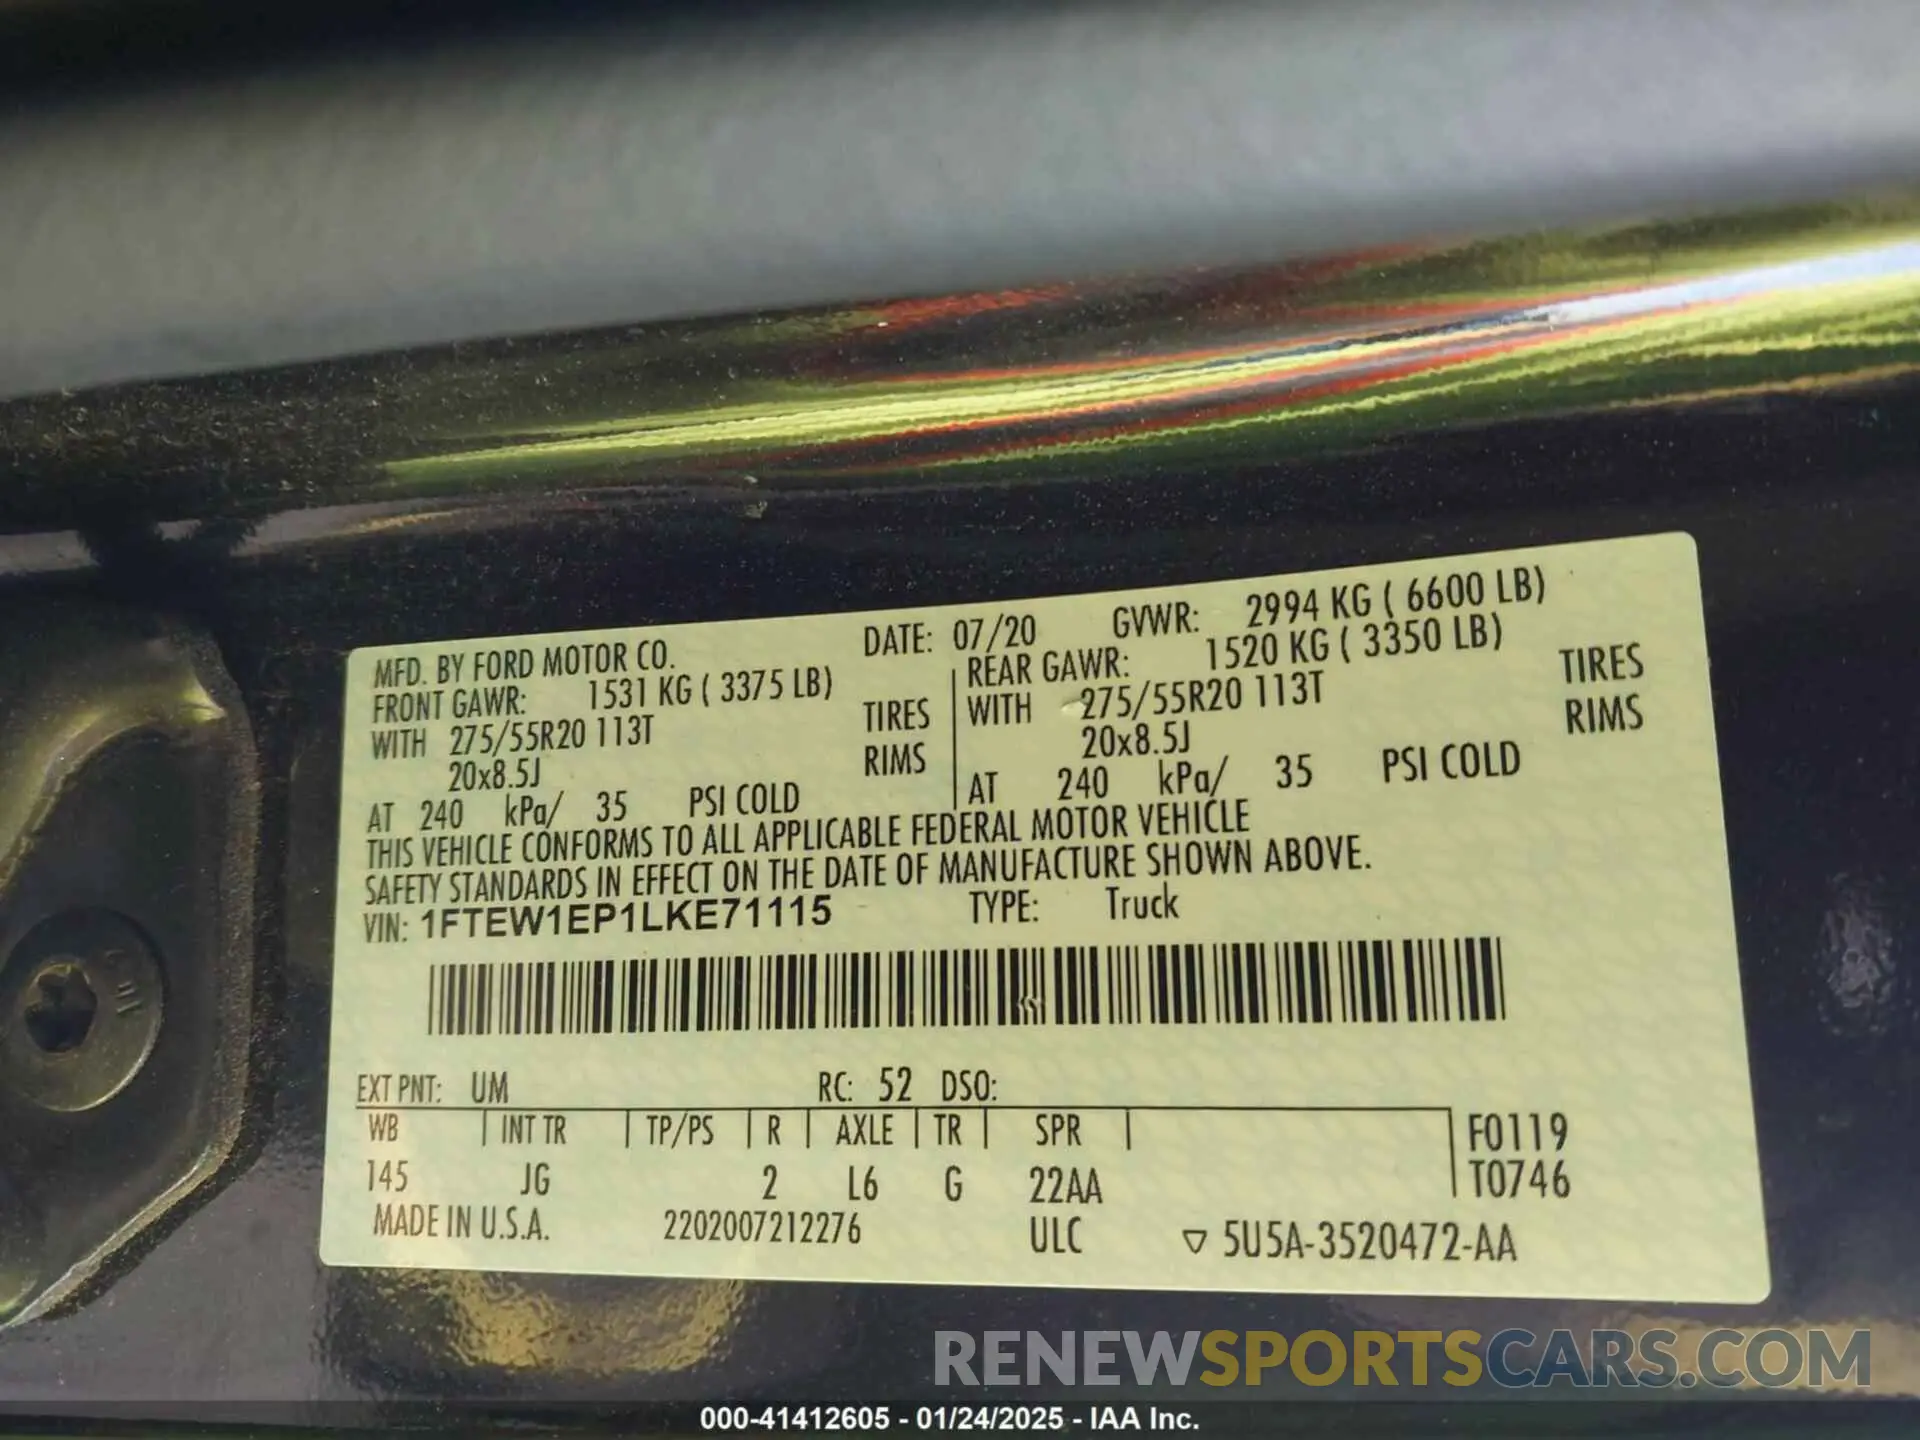 MFD. BY FORD MOTOR CO. DATE: 07/20 GVWR: 2994 KG ( 6600 LB)
FRONT GAWR: 1531 KG ( 3375 LB) REAR GAWR: 1520 KG ( 3350 LB)
WITH 275/55R20 113T TIRES WITH 275/55R20 113T TIRES
20x8.5J RIMS 20x8.5J RIMS
AT 240 kPa/ 35 PSI COLD AT 240 kPa/ 35 PSI COLD
THIS VEHICLE CONFORMS TO ALL APPLICABLE FEDERAL MOTOR VEHICLE
SAFETY STANDARDS IN EFFECT ON THE DATE OF MANUFACTURE SHOWN ABOVE.
VIN: 1FTEW1EP1LKE71115 TYPE: Truck
EXT PNT: UM RC: 52 DSO:
WB INT TR TP/PS R AXLE TR SPR F0119
145 JG 2 L6 G 22AA T0746
MADE IN U.S.A. 2202007212276 ULC ▽ 5U5A-3520472-AA
RENEWSPORTSCARS.COM
000-41412605 - 01/24/2025 - IAA Inc.